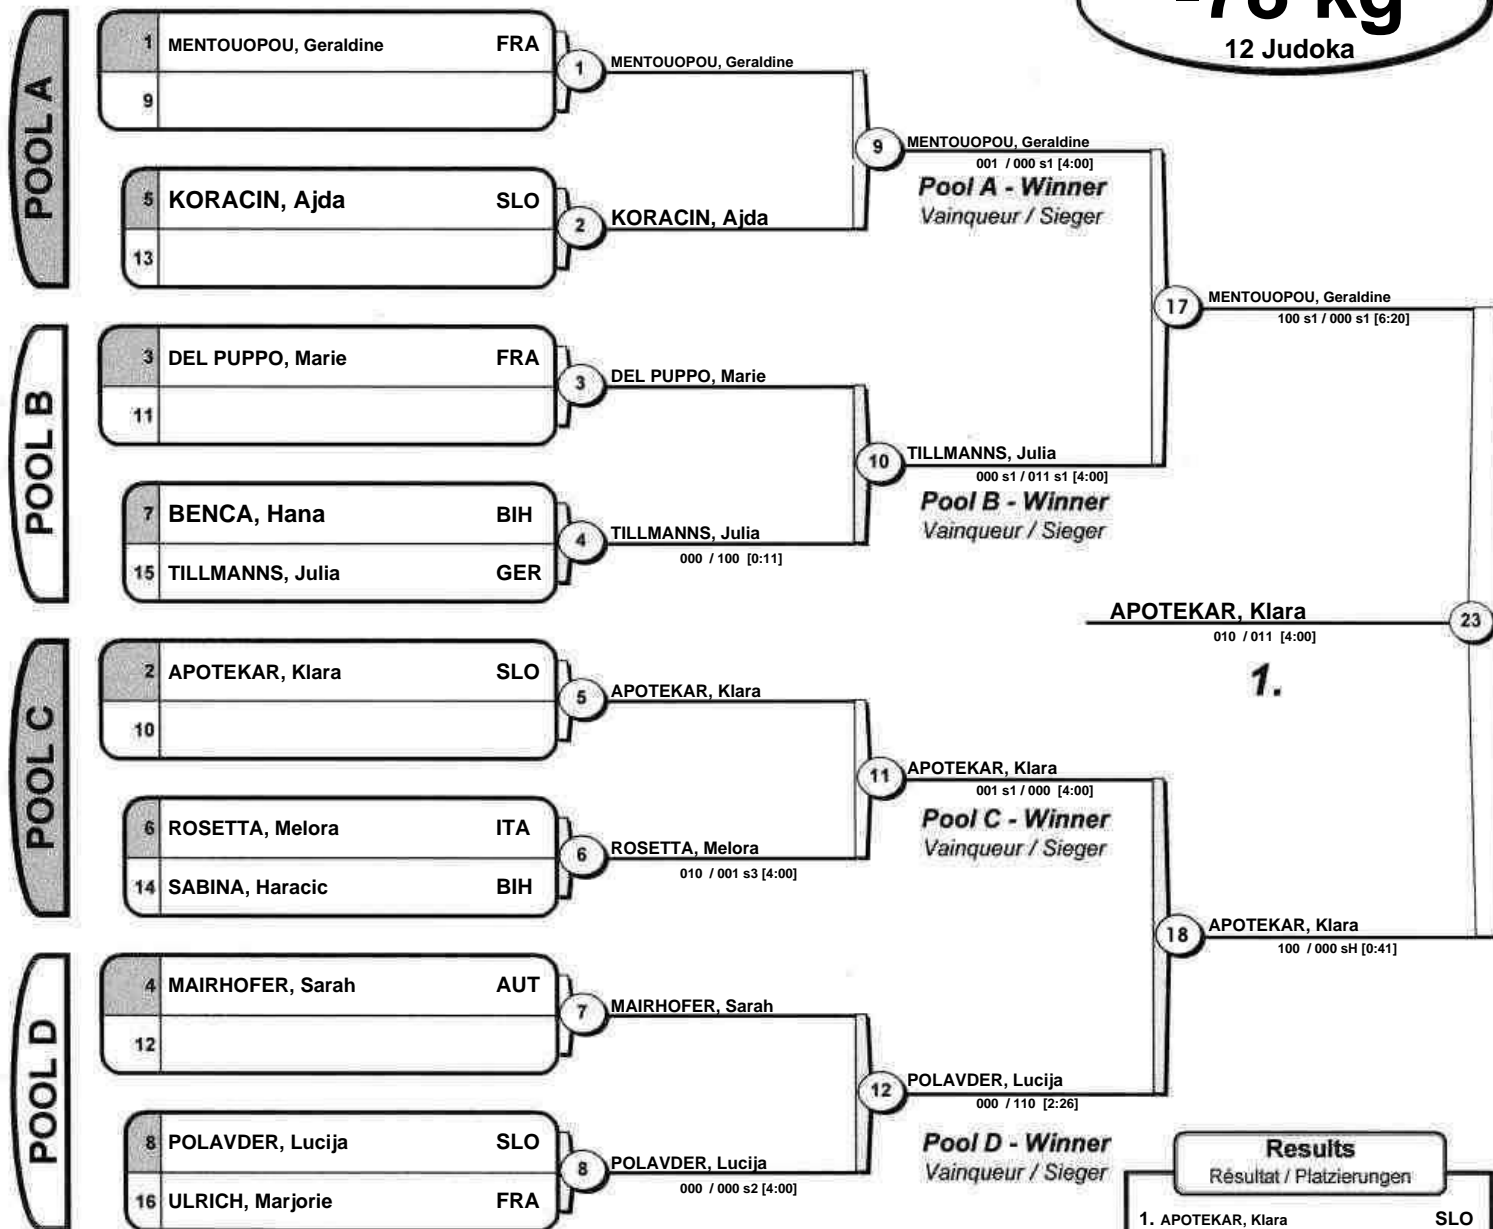 -78 kg
12 Judoka
POOL A
1 MENTOUOPOU, Geraldine FRA
9
5 KORACIN, Ajda SLO
13
1 MENTOUOPOU, Geraldine
2 KORACIN, Ajda
9 MENTOUOPOU, Geraldine
001 / 000 s1 [4:00]
Pool A - Winner
Vainqueur / Sieger
POOL B
3 DEL PUPPO, Marie FRA
11
7 BENCA, Hana BIH
15 TILLMANNS, Julia GER
3 DEL PUPPO, Marie
4 TILLMANNS, Julia
000 / 100 [0:11]
10 TILLMANNS, Julia
000 s1 / 011 s1 [4:00]
Pool B - Winner
Vainqueur / Sieger
17 MENTOUOPOU, Geraldine
100 s1 / 000 s1 [6:20]
POOL C
2 APOTEKAR, Klara SLO
10
6 ROSETTA, Melora ITA
14 SABINA, Haracic BIH
5 APOTEKAR, Klara
6 ROSETTA, Melora
010 / 001 s3 [4:00]
11 APOTEKAR, Klara
001 s1 / 000 [4:00]
Pool C - Winner
Vainqueur / Sieger
POOL D
4 MAIRHOFER, Sarah AUT
12
8 POLAVDER, Lucija SLO
16 ULRICH, Marjorie FRA
7 MAIRHOFER, Sarah
8 POLAVDER, Lucija
000 / 000 s2 [4:00]
12 POLAVDER, Lucija
000 / 110 [2:26]
Pool D - Winner
Vainqueur / Sieger
18 APOTEKAR, Klara
100 / 000 sH [0:41]
APOTEKAR, Klara 23
010 / 011 [4:00]
1.
Results
Résultat / Platzierungen
1. APOTEKAR, Klara SLO